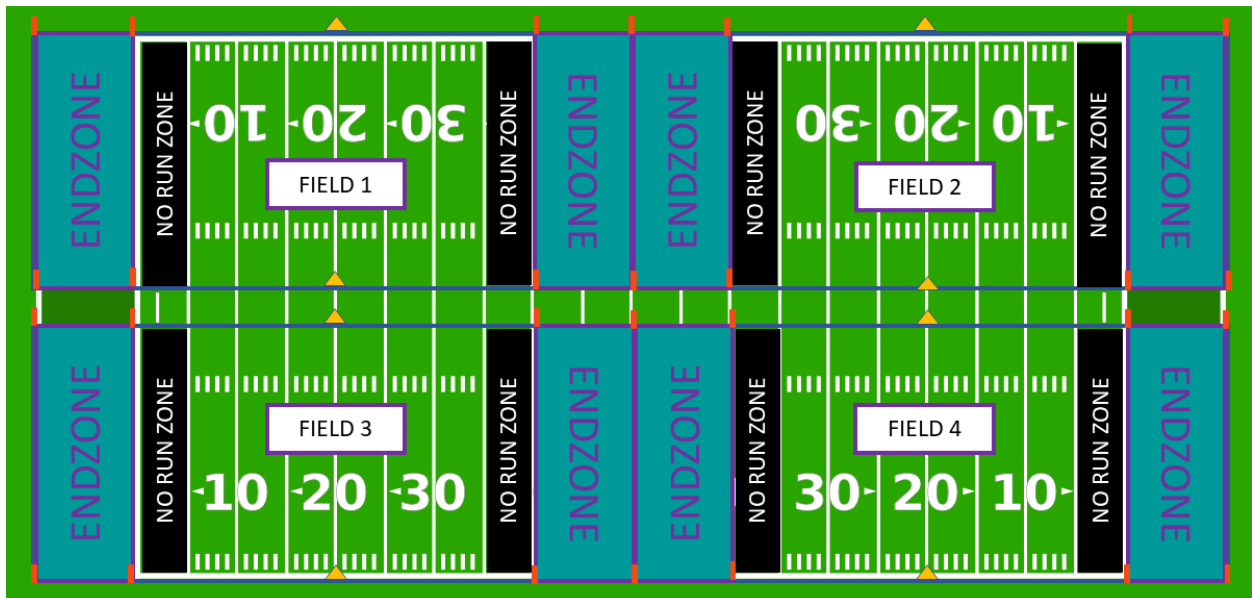 ENDZONE
NO RUN ZONE
10 20 30
FIELD 1
NO RUN ZONE
ENDZONE
ENDZONE
NO RUN ZONE
30 20 10
FIELD 2
NO RUN ZONE
ENDZONE
ENDZONE
NO RUN ZONE
FIELD 3
10 20 30
NO RUN ZONE
ENDZONE
ENDZONE
NO RUN ZONE
FIELD 4
30 20 10
NO RUN ZONE
ENDZONE